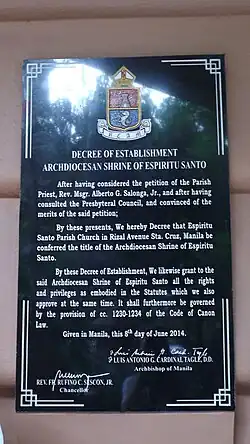 DECREE OF ESTABLISHMENT
ARCHDIOCESAN SHRINE OF ESPIRITU SANTO
After having considered the petition of the Parish
Priest, Rev. Msgr. Alberto G. Salonga, Jr., and after having
consulted the Presbyteral Council, and convinced of the
merits of the said petition;
By these presents, We hereby Decree that Espiritu
Santo Parish Church in Rizal Avenue Sta. Cruz, Manila be
conferred the title of the Archdiocesan Shrine of Espiritu
Santo.
By these Decree of Establishment, We likewise grant to the
said Archdiocesan Shrine of Espiritu Santo all the rights
and privileges as embodied in the Statutes which we also
approve at the same time. It shall furthermore be governed
by the provision of cc. 1230-1234 of the Code of Canon
Law.
Given in Manila, this 8th day of June 2014.
+ LUIS ANTONIO G. CARDINAL TAGLE, D.D.
Archbishop of Manila
REV. FR. RUFINO C. SESCON, JR.
Chancellor